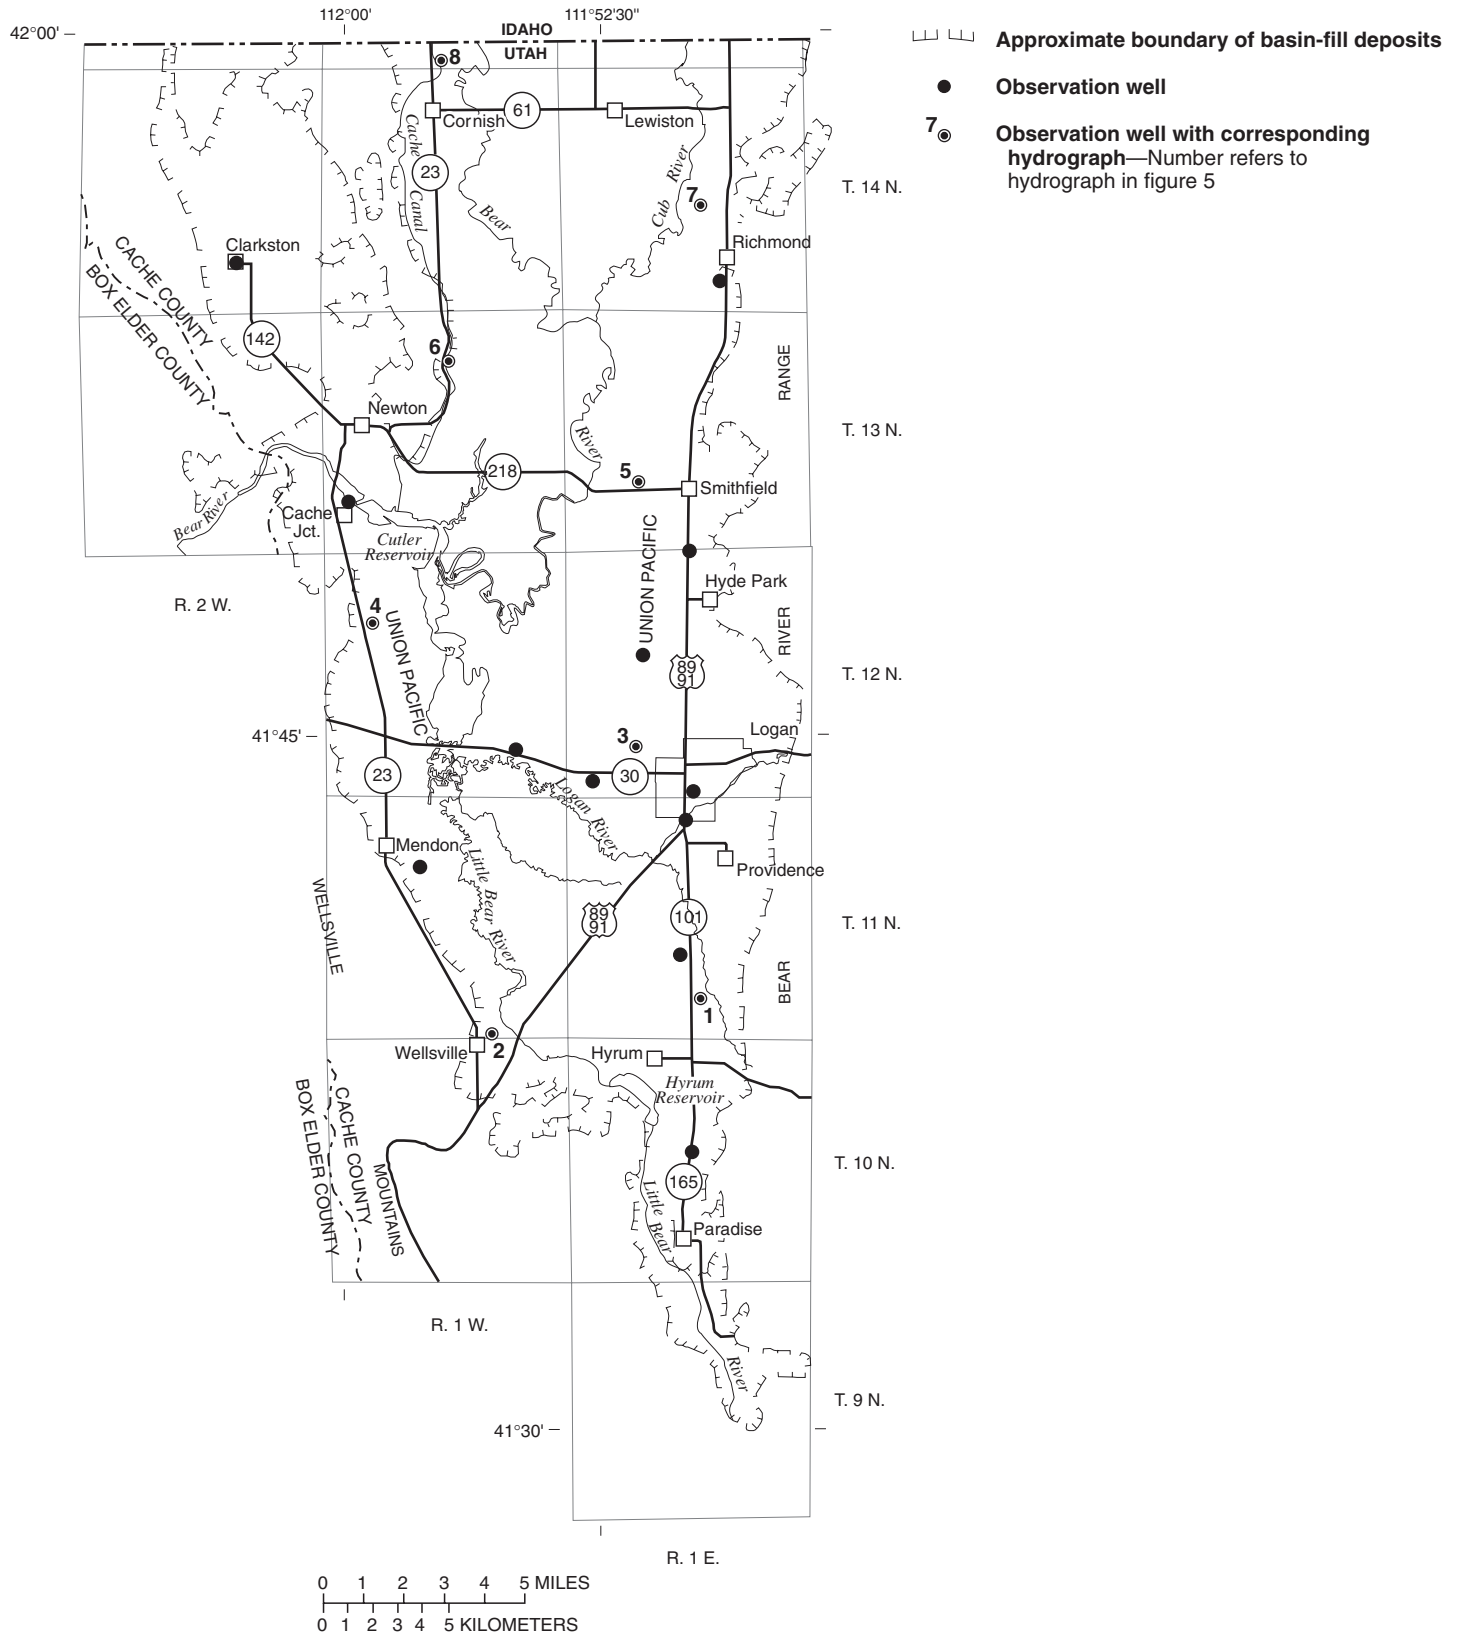 112°00'
111°52'30"
42°00'
IDAHO
UTAH
8
Cornish
61
Lewiston
Cache
Canal
23
Bear
Cub
River
7
T. 14 N.
Clarkston
Richmond
CACHE COUNTY
BOX ELDER COUNTY
142
6
RANGE
Newton
T. 13 N.
River
218
5
Smithfield
Bear River
Cache
Jct.
Cutler
Reservoir
UNION PACIFIC
Hyde Park
R. 2 W.
4
UNION PACIFIC
RIVER
89
91
T. 12 N.
41°45'
3
Logan
23
30
Logan River
Mendon
Little Bear River
Providence
WELLSVILLE
89
91
101
T. 11 N.
BEAR
1
Wellsville
2
Hyrum
Hyrum
Reservoir
BOX ELDER COUNTY
CACHE COUNTY
MOUNTAINS
T. 10 N.
165
Little Bear
Paradise
R. 1 W.
River
T. 9 N.
41°30'
R. 1 E.
0 1 2 3 4 5 MILES
0 1 2 3 4 5 KILOMETERS
Approximate boundary of basin-fill deposits
Observation well
7
Observation well with corresponding
hydrograph—Number refers to
hydrograph in figure 5